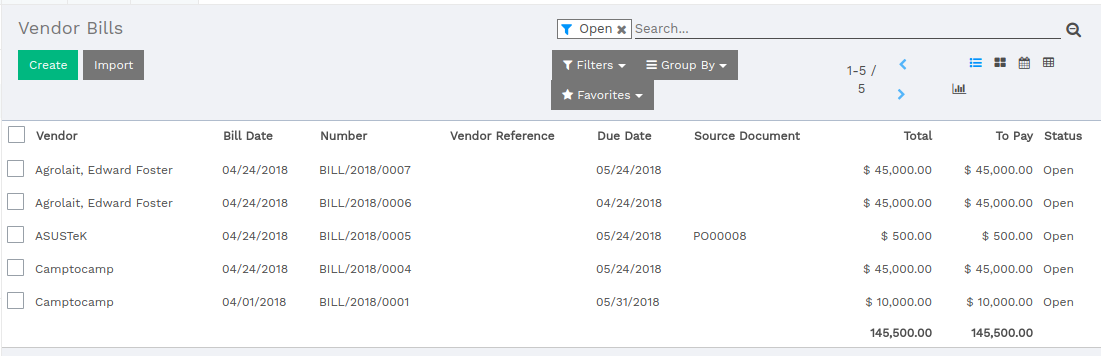 Vendor Bills
Open Search...
Create Import
Filters Group By
Favorites
1-5 /
5
Vendor Bill Date Number Vendor Reference Due Date Source Document Total To Pay Status
Agrolait, Edward Foster 04/24/2018 BILL/2018/0007 05/24/2018 $ 45,000.00 $ 45,000.00 Open
Agrolait, Edward Foster 04/24/2018 BILL/2018/0006 04/24/2018 $ 45,000.00 $ 45,000.00 Open
ASUSTeK 04/24/2018 BILL/2018/0005 05/24/2018 PO00008 $ 500.00 $ 500.00 Open
Camptocamp 04/24/2018 BILL/2018/0004 05/24/2018 $ 45,000.00 $ 45,000.00 Open
Camptocamp 04/01/2018 BILL/2018/0001 05/31/2018 $ 10,000.00 $ 10,000.00 Open
145,500.00 145,500.00